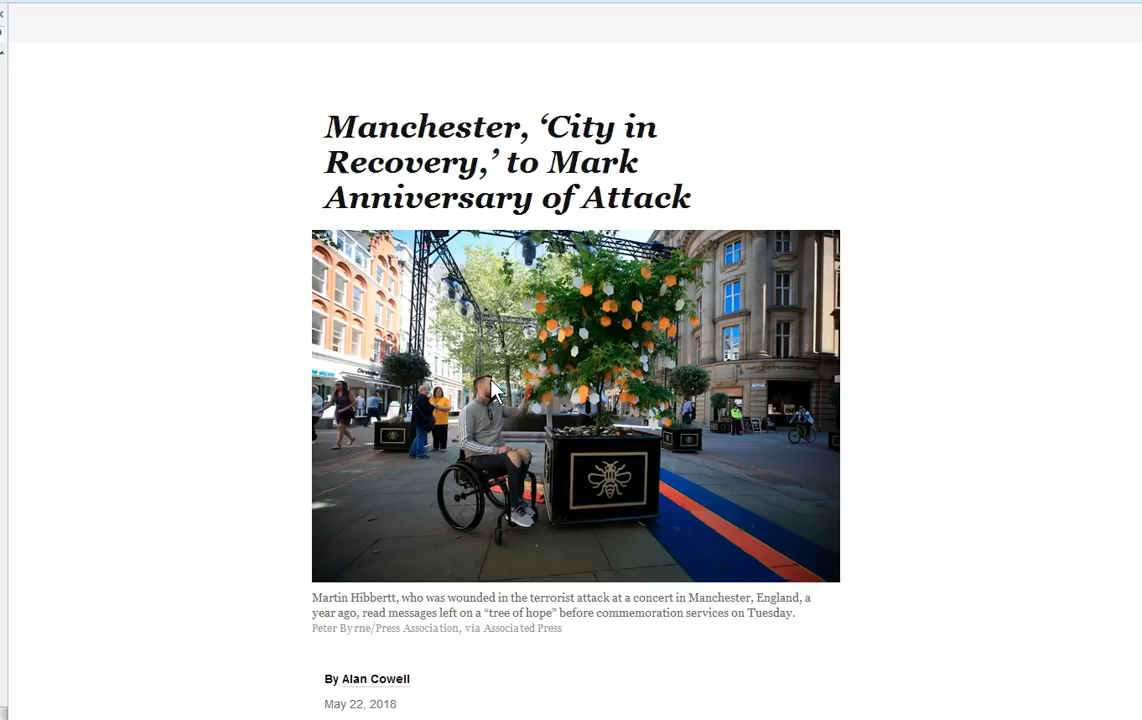 Manchester, ‘City in
Recovery,’ to Mark
Anniversary of Attack
Martin Hibbertt, who was wounded in the terrorist attack at a concert in Manchester, England, a
year ago, read messages left on a “tree of hope” before commemoration services on Tuesday.
Peter Byrne/Press Association, via Associated Press
By Alan Cowell
May 22, 2018